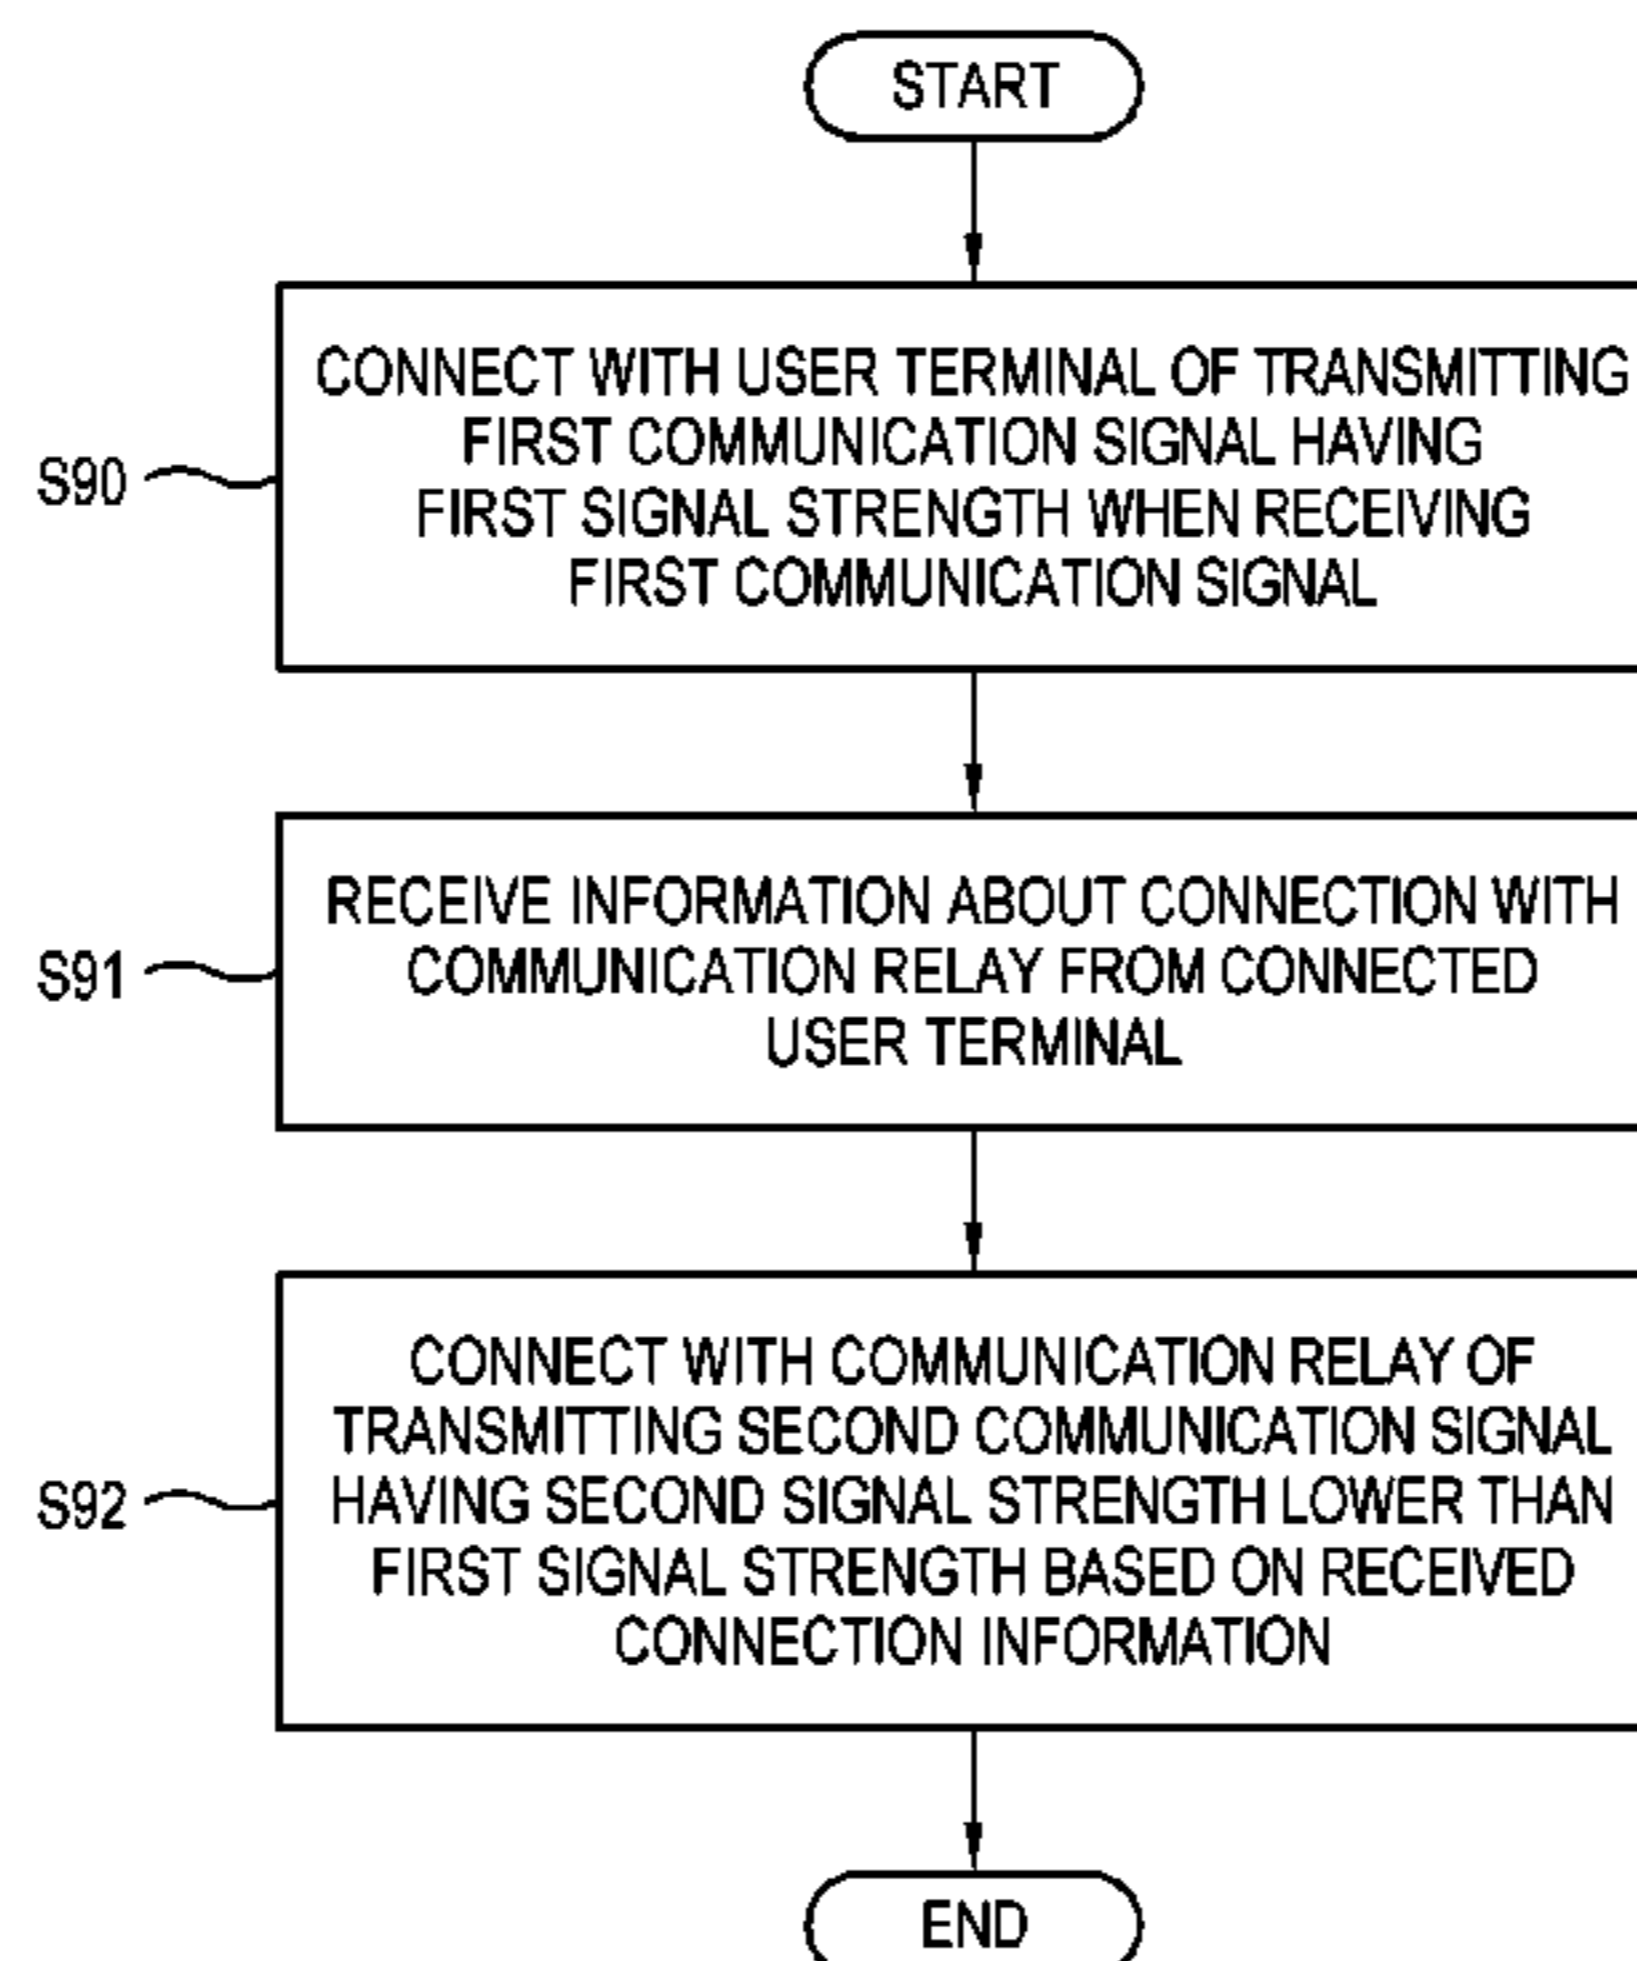 START
CONNECT WITH USER TERMINAL OF TRANSMITTING
FIRST COMMUNICATION SIGNAL HAVING
FIRST SIGNAL STRENGTH WHEN RECEIVING
FIRST COMMUNICATION SIGNAL
S90
RECEIVE INFORMATION ABOUT CONNECTION WITH
COMMUNICATION RELAY FROM CONNECTED
USER TERMINAL
S91
CONNECT WITH COMMUNICATION RELAY OF
TRANSMITTING SECOND COMMUNICATION SIGNAL
HAVING SECOND SIGNAL STRENGTH LOWER THAN
FIRST SIGNAL STRENGTH BASED ON RECEIVED
CONNECTION INFORMATION
S92
END